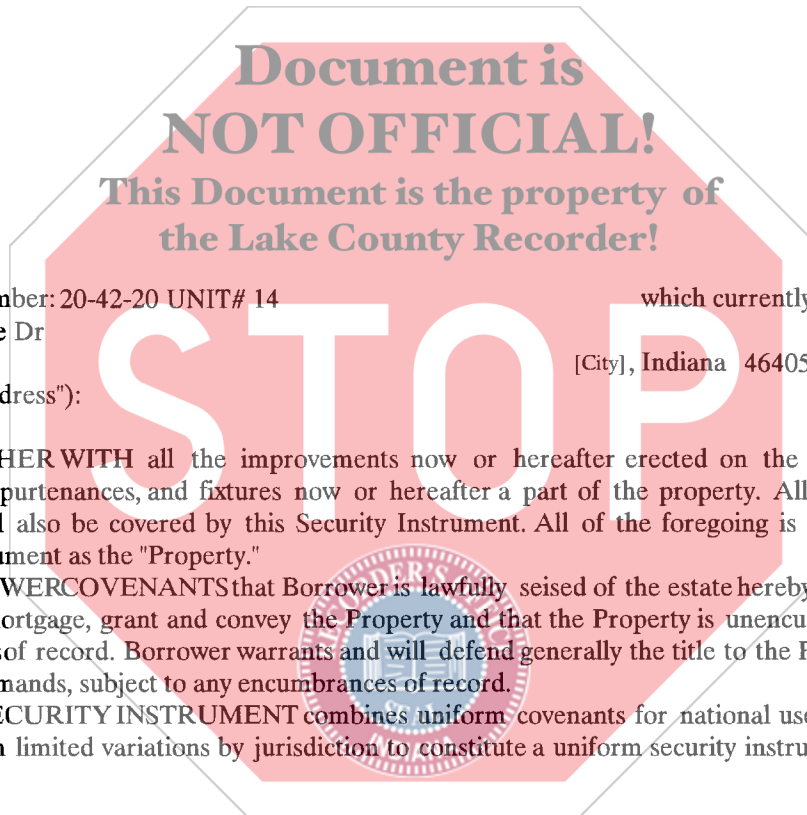 Document is
NOT OFFICIAL!
This Document is the property of
the Lake County Recorder!
mber: 20-42-20 UNIT# 14 which currently
e Dr
[City], Indiana 46405
dress"):
STOP
HER WITH all the improvements now or hereafter erected on the
purtenances, and fixtures now or hereafter a part of the property. All
l also be covered by this Security Instrument. All of the foregoing is
ument as the "Property."
WERCOVENANTS that Borrower is lawfully seised of the estate hereby
ortgage, grant and convey the Property and that the Property is unencu
sof record. Borrower warrants and will defend generally the title to the P
mands, subject to any encumbrances of record.
ECURITY INSTRUMENT combines uniform covenants for national use
h limited variations by jurisdiction to constitute a uniform security instru
RECORDER'S OFFICE
SEAL
INDIANA